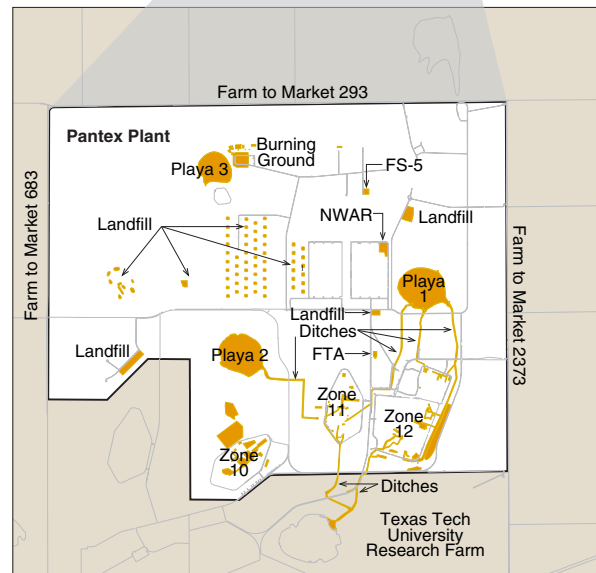 Farm to Market 293
Pantex Plant
Burning
Ground
Playa 3
FS-5
Farm to Market 683
Landfill
NWAR
Landfill
Farm to Market 2373
Playa
1
Landfill
Ditches
Landfill
Playa 2
FTA
Zone
11
Zone
12
Zone
10
Ditches
Texas Tech
University
Research Farm